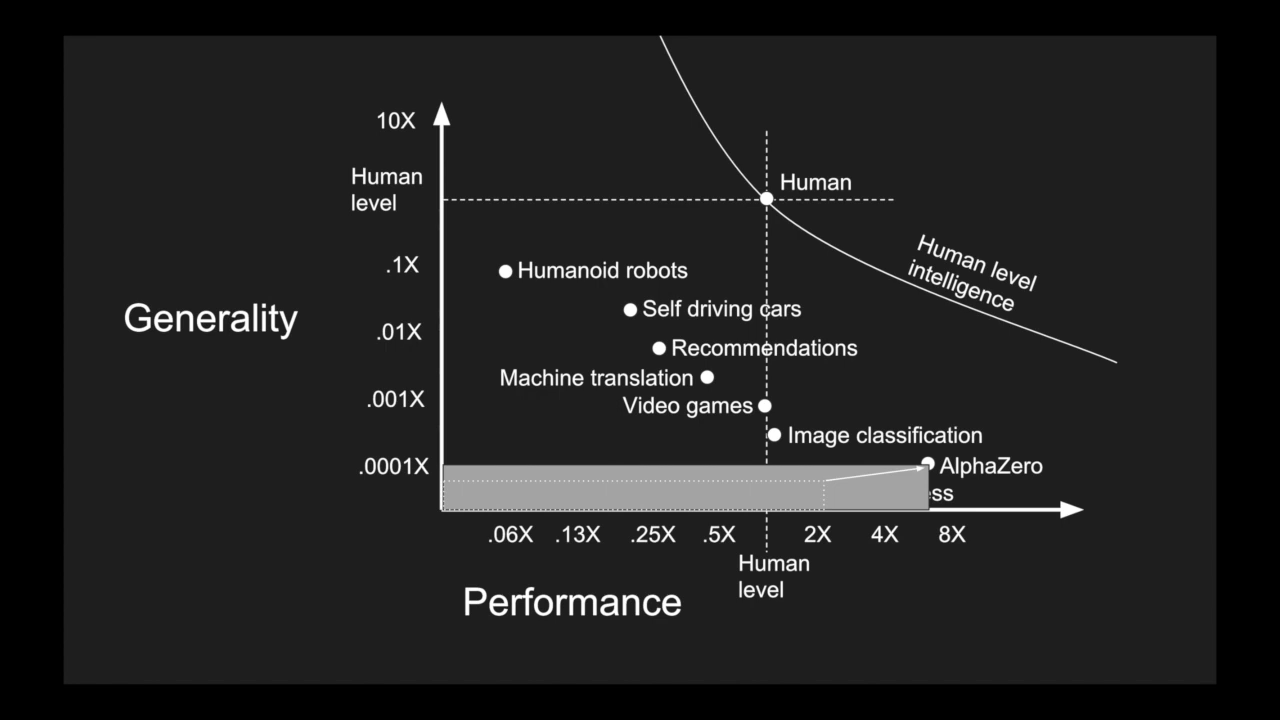 10X
Human
level
Human
.1X
Humanoid robots
Human level
intelligence
Generality
Self driving cars
.01X
Recommendations
Machine translation
.001X
Video games
Image classification
.0001X
AlphaZero
ss
.06X .13X .25X .5X 2X 4X 8X
Human
level
Performance